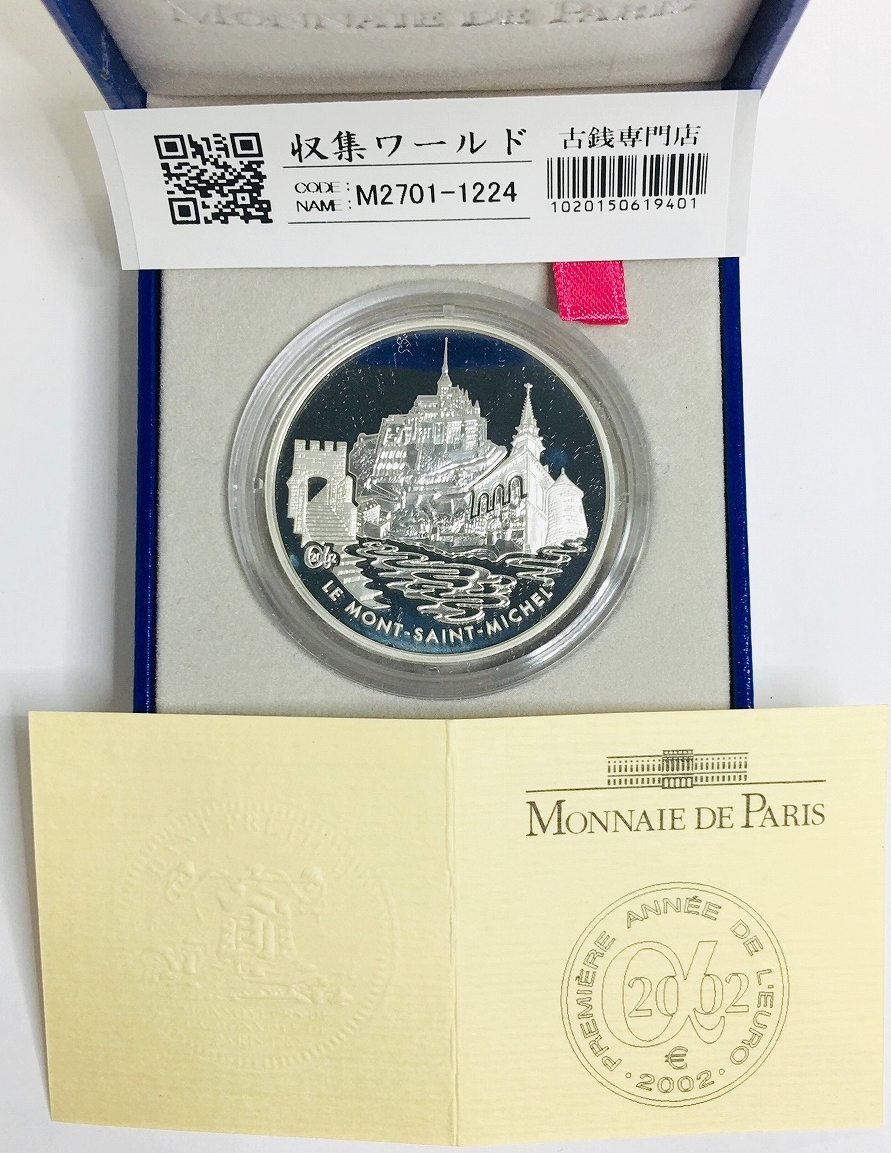 MONNAIE DE PARIS
収集ワールド
古銭専門店
CODE:
NAME:
M2701-1224
1020150619401
LE MONT-SAINT-MICHEL
MONNAIE DE PARIS
PREMIÈRE ANNÉE DE L'EURO
2002
€
·2002·